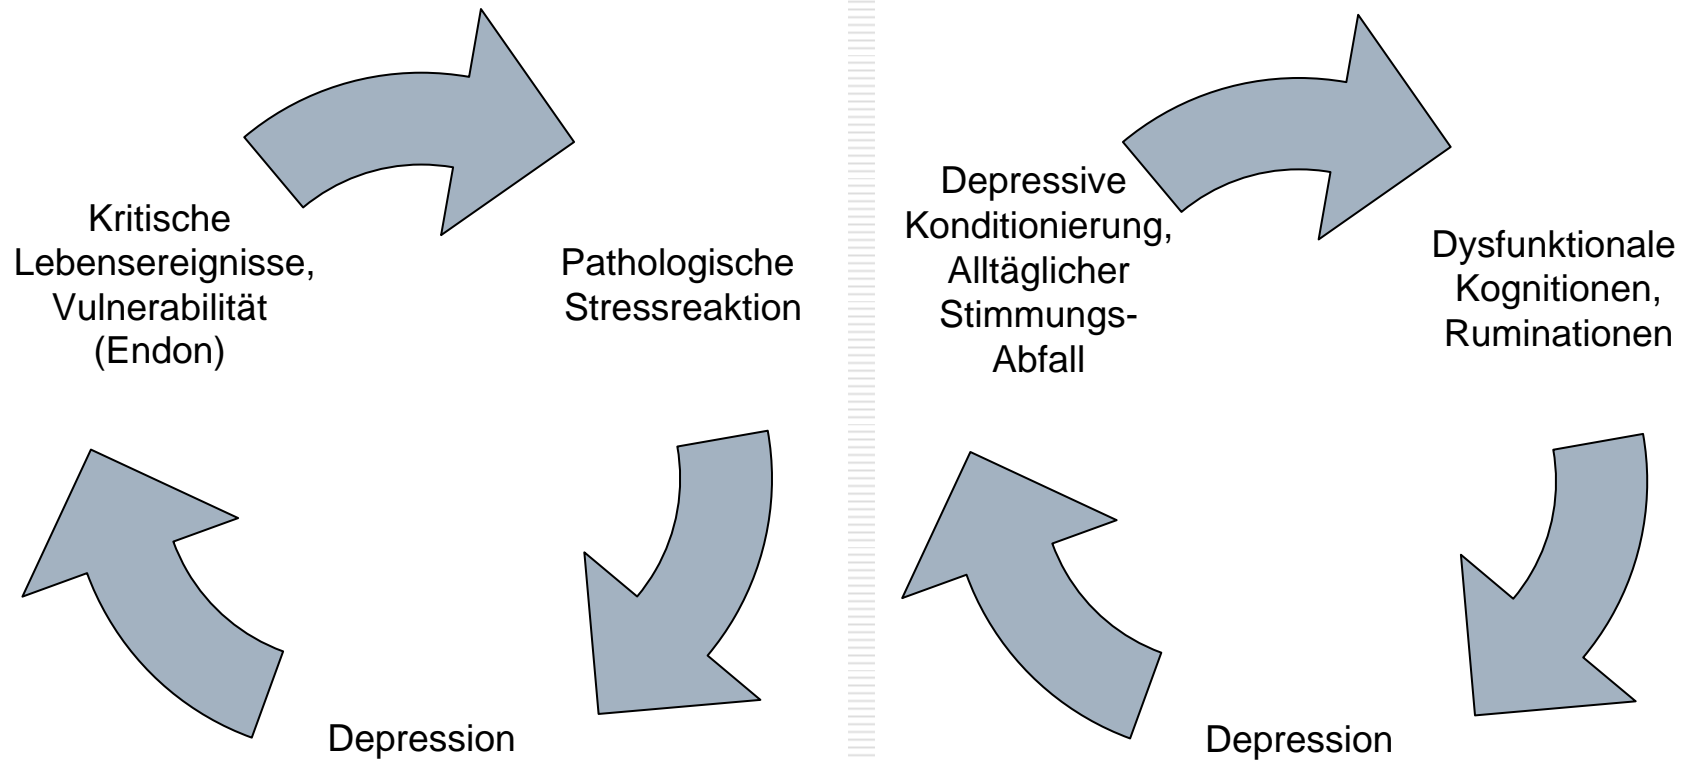 Kritische
Lebensereignisse,
Vulnerabilität
(Endon)
Pathologische
Stressreaktion
Depression
Depressive
Konditionierung,
Alltäglicher
Stimmungs-
Abfall
Dysfunktionale
Kognitionen,
Ruminationen
Depression